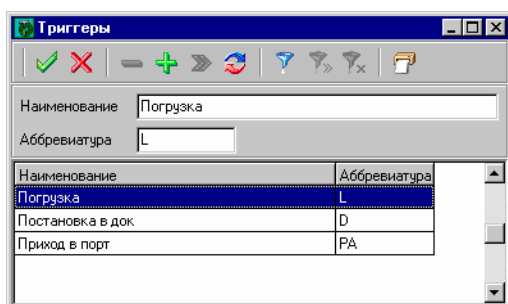 Триггеры
Наименование Погрузка
Аббревиатура L
Наименование Аббревиатура
Погрузка L
Постановка в док D
Приход в порт PA